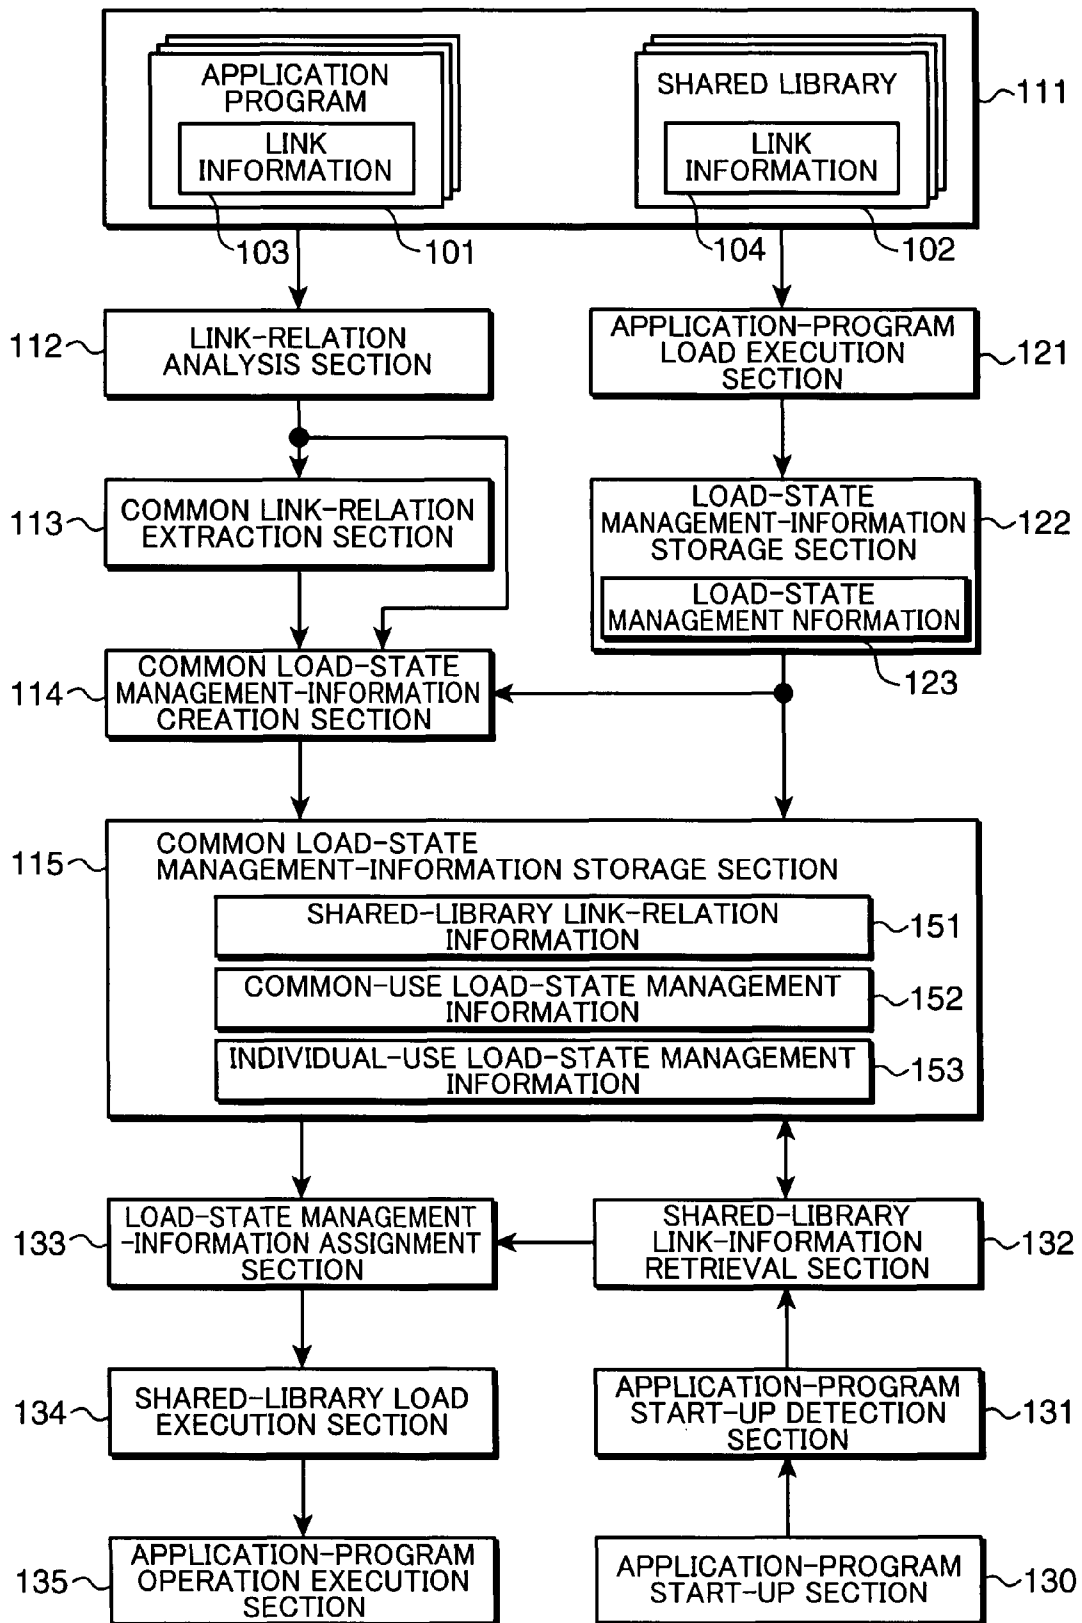 APPLICATION
PROGRAM
LINK
INFORMATION
SHARED LIBRARY
LINK
INFORMATION
111
103
101
104
102
112
LINK-RELATION
ANALYSIS SECTION
APPLICATION-PROGRAM
LOAD EXECUTION
SECTION
121
113
COMMON LINK-RELATION
EXTRACTION SECTION
LOAD-STATE
MANAGEMENT-INFORMATION
STORAGE SECTION
122
LOAD-STATE
MANAGEMENT NFORMATION
123
114
COMMON LOAD-STATE
MANAGEMENT-INFORMATION
CREATION SECTION
115
COMMON LOAD-STATE
MANAGEMENT-INFORMATION STORAGE SECTION
SHARED-LIBRARY LINK-RELATION
INFORMATION
151
COMMON-USE LOAD-STATE MANAGEMENT
INFORMATION
152
INDIVIDUAL-USE LOAD-STATE MANAGEMENT
INFORMATION
153
133
LOAD-STATE MANAGEMENT
-INFORMATION ASSIGNMENT
SECTION
SHARED-LIBRARY
LINK-INFORMATION
RETRIEVAL SECTION
132
134
SHARED-LIBRARY LOAD
EXECUTION SECTION
APPLICATION-PROGRAM
START-UP DETECTION
SECTION
131
135
APPLICATION-PROGRAM
OPERATION EXECUTION
SECTION
APPLICATION-PROGRAM
START-UP SECTION
130